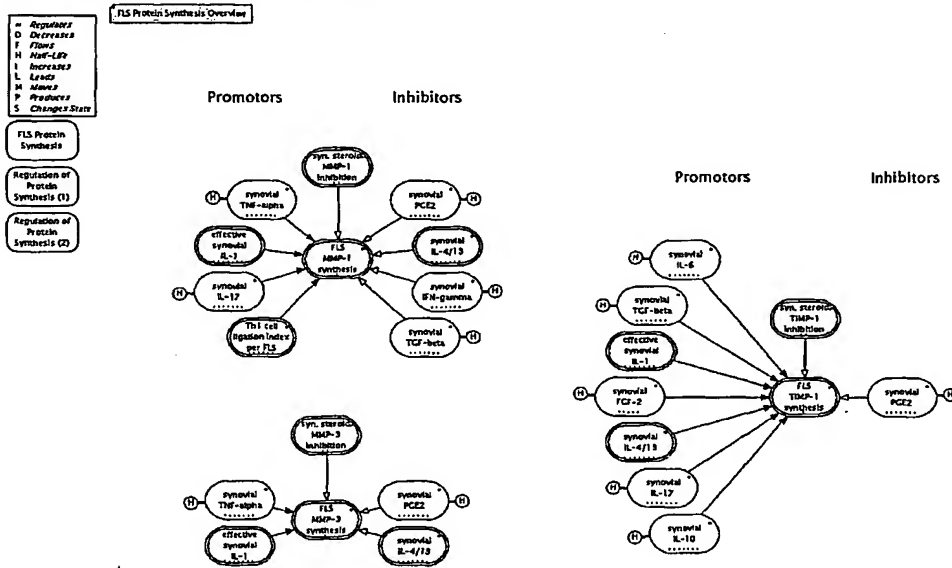 FLS Protein Synthesis Overview
∞ Regulates
D Decreases
F Flows
H Half-Life
I Increases
L Leads
M Moves
P Produces
S Changes State
FLS Protein
Synthesis
Regulation of
Protein
Synthesis (1)
Regulation of
Protein
Synthesis (2)
Promotors
Inhibitors
syn. steroid
MMP-1
inhibition
H
synovial
TNF-alpha
synovial
PGE2
H
effective
synovial
IL-1
FLS
MMP-1
synthesis
synovial
IL-4/13
H
synovial
IL-17
synovial
IFN-gamma
H
Th1 cell
ligation index
per FLS
synovial
TGF-beta
H
syn. steroid
MMP-3
inhibition
H
synovial
TNF-alpha
FLS
MMP-3
synthesis
synovial
PGE2
H
effective
synovial
IL-1
synovial
IL-4/13
Promotors
Inhibitors
H
synovial
IL-6
H
synovial
TGF-beta
syn. steroid
TIMP-1
inhibition
effective
synovial
IL-1
H
synovial
FGF-2
FLS
TIMP-1
synthesis
synovial
PGE2
H
synovial
IL-4/13
H
synovial
IL-17
H
synovial
IL-10